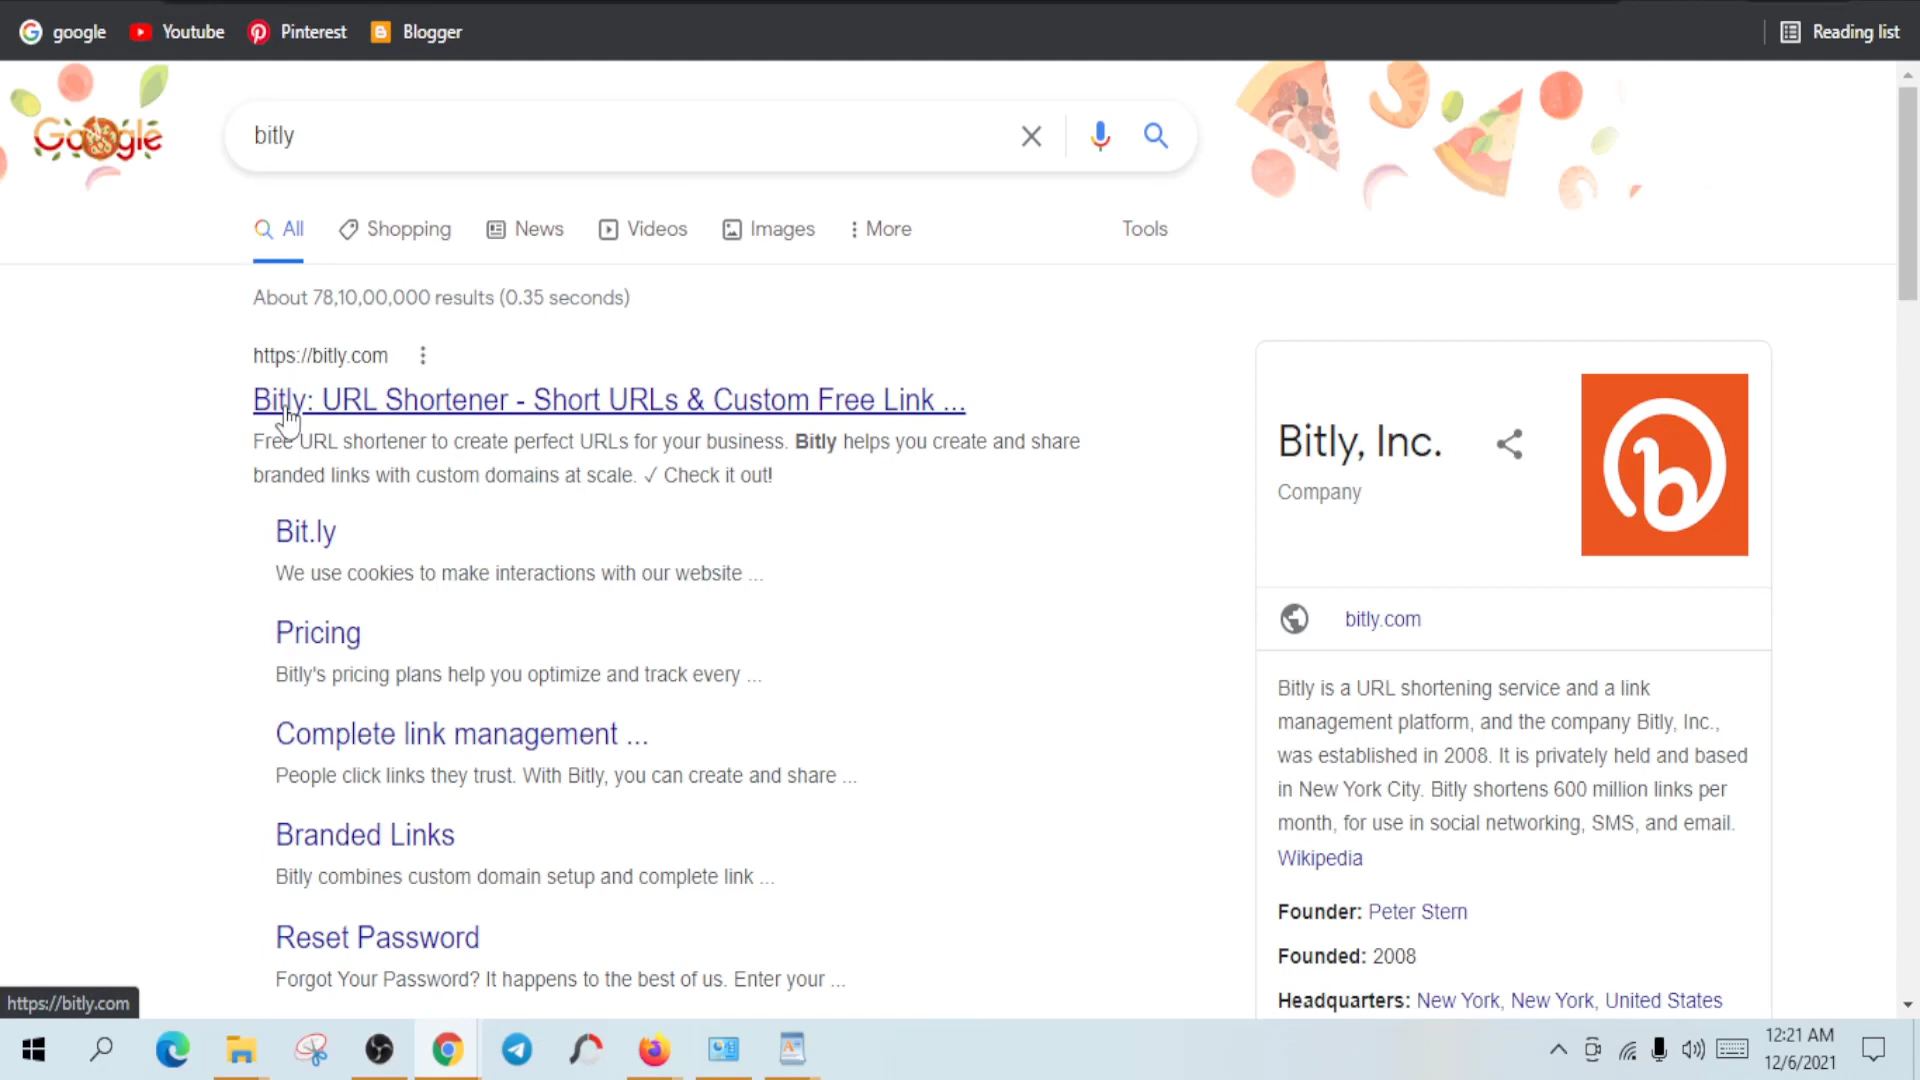 google Youtube Pinterest Blogger Reading list
Google
bitly
All Shopping News Videos Images More Tools
About 78,10,00,000 results (0.35 seconds)
https://bitly.com
Bitly: URL Shortener - Short URLs & Custom Free Link ...
Free URL shortener to create perfect URLs for your business. Bitly helps you create and share
branded links with custom domains at scale. ✓ Check it out!
Bit.ly
We use cookies to make interactions with our website ...
Pricing
Bitly's pricing plans help you optimize and track every ...
Complete link management ...
People click links they trust. With Bitly, you can create and share ...
Branded Links
Bitly combines custom domain setup and complete link ...
Reset Password
Forgot Your Password? It happens to the best of us. Enter your ...
Bitly, Inc.
Company
b
bitly.com
Bitly is a URL shortening service and a link
management platform, and the company Bitly, Inc.,
was established in 2008. It is privately held and based
in New York City. Bitly shortens 600 million links per
month, for use in social networking, SMS, and email.
Wikipedia
Founder: Peter Stern
Founded: 2008
Headquarters: New York, New York, United States
https://bitly.com
12:21 AM
12/6/2021